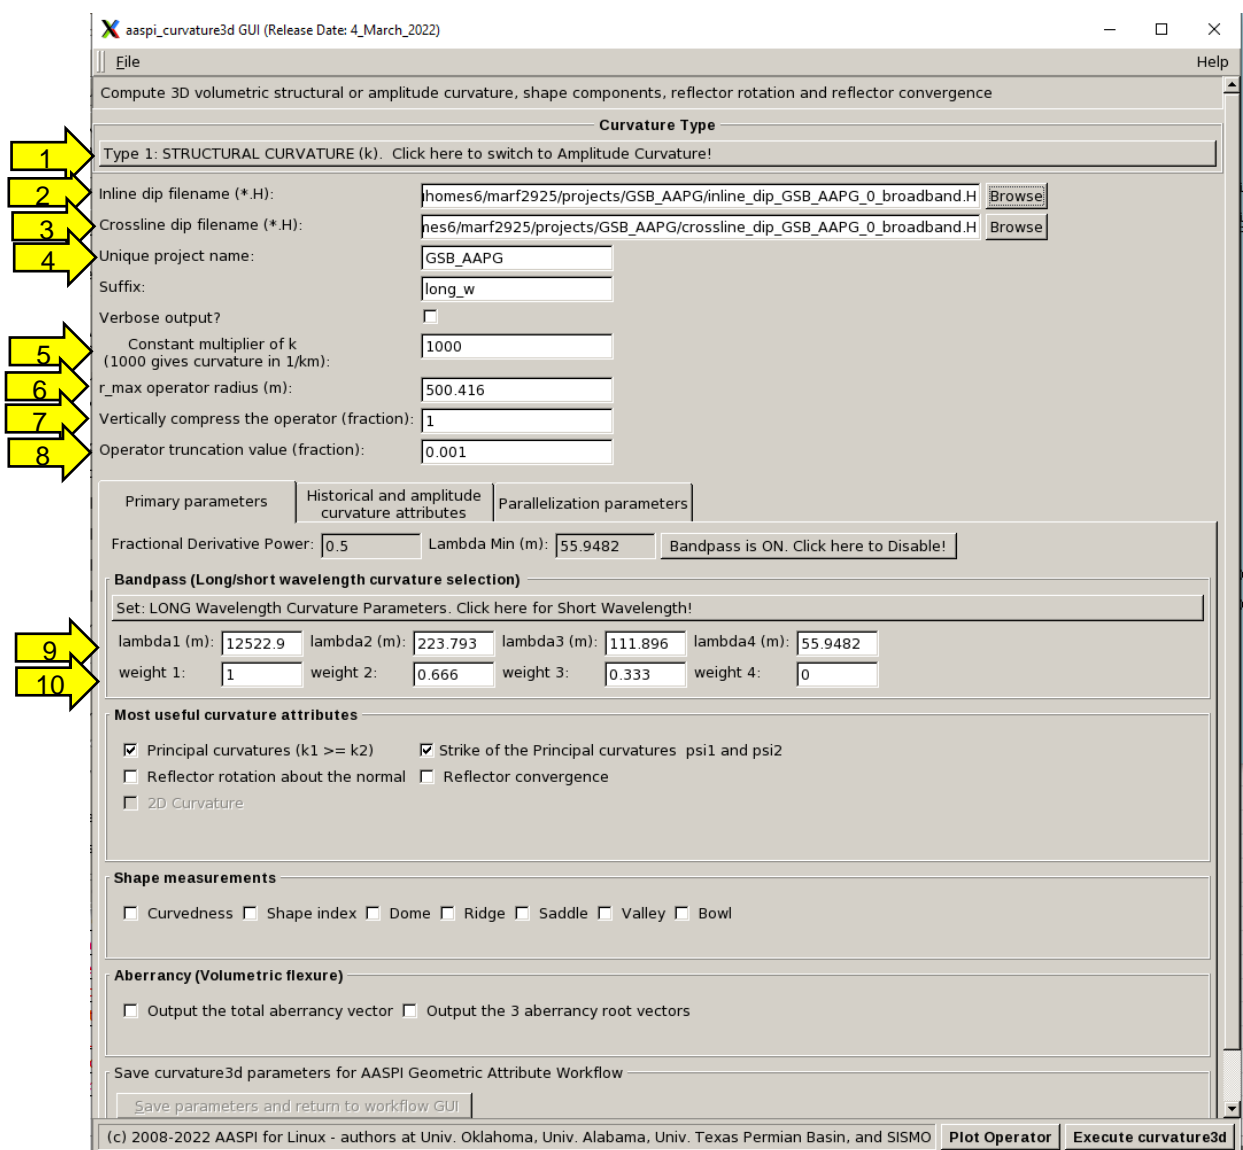 aaspi_curvature3d GUI (Release Date: 4_March_2022)
File Help
Compute 3D volumetric structural or amplitude curvature, shape components, reflector rotation and reflector convergence
Curvature Type
1 Type 1: STRUCTURAL CURVATURE (k). Click here to switch to Amplitude Curvature!
2 Inline dip filename (*.H): homes6/marf2925/projects/GSB_AAPG/inline_dip_GSB_AAPG_0_broadband.H Browse
3 Crossline dip filename (*.H): nes6/marf2925/projects/GSB_AAPG/crossline_dip_GSB_AAPG_0_broadband.H Browse
4 Unique project name: GSB_AAPG
Suffix: long_w
Verbose output?
5 Constant multiplier of k 1000
(1000 gives curvature in 1/km):
6 r_max operator radius (m): 500.416
7 Vertically compress the operator (fraction): 1
8 Operator truncation value (fraction): 0.001
Primary parameters Historical and amplitude curvature attributes Parallelization parameters
Fractional Derivative Power: 0.5 Lambda Min (m): 55.9482 Bandpass is ON. Click here to Disable!
Bandpass (Long/short wavelength curvature selection)
Set: LONG Wavelength Curvature Parameters. Click here for Short Wavelength!
9 lambda1 (m): 12522.9 lambda2 (m): 223.793 lambda3 (m): 111.896 lambda4 (m): 55.9482
10 weight 1: 1 weight 2: 0.666 weight 3: 0.333 weight 4: 0
Most useful curvature attributes
Principal curvatures (k1 >= k2) Strike of the Principal curvatures psi1 and psi2
Reflector rotation about the normal Reflector convergence
2D Curvature
Shape measurements
Curvedness Shape index Dome Ridge Saddle Valley Bowl
Aberrancy (Volumetric flexure)
Output the total aberrancy vector Output the 3 aberrancy root vectors
Save curvature3d parameters for AASPI Geometric Attribute Workflow
Save parameters and return to workflow GUI
(c) 2008-2022 AASPI for Linux - authors at Univ. Oklahoma, Univ. Alabama, Univ. Texas Permian Basin, and SISMO Plot Operator Execute curvature3d